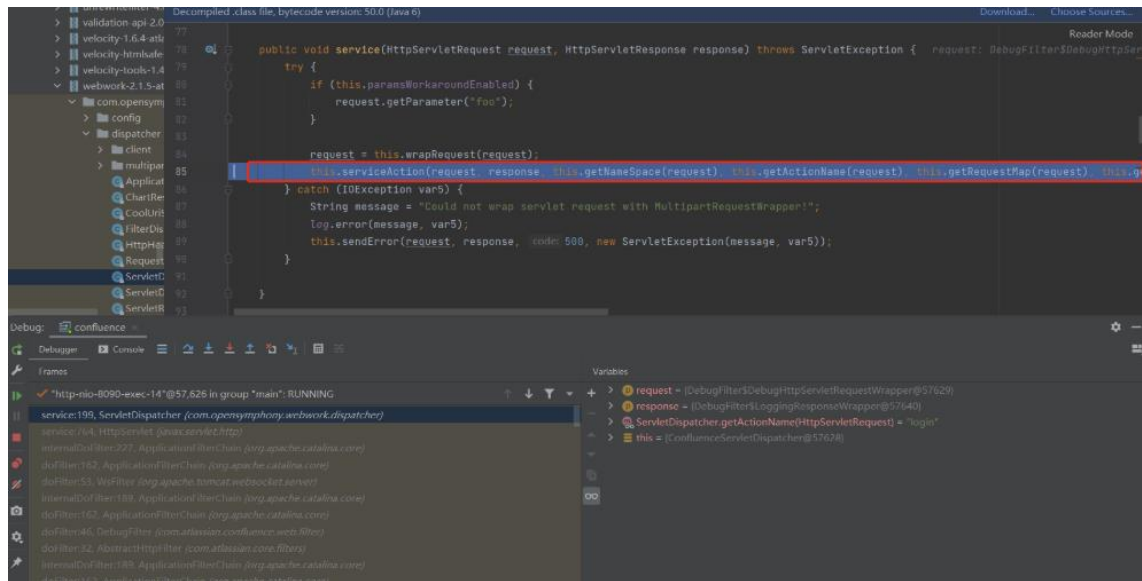 Decompiled .class file, bytecode version: 50.0 (Java 6)
Download... Choose Sources...
Reader Mode
validation-api-2.0
velocity-1.6.4-atla
velocity-htmlsafe
velocity-tools-1.4
webwork-2.1.5-at
com.opensymp
config
dispatcher
client
multipar
Applicat
ChartRe
CoolUriS
FilterDis
HttpHea
Request
ServletD
ServletD
ServletR
77
78 public void service(HttpServletRequest request, HttpServletResponse response) throws ServletException { request: DebugFilter$DebugHttpSer
79 try {
80 if (this.paramsWorkaroundEnabled) {
81 request.getParameter("foo");
82 }
83
84 request = this.wrapRequest(request);
85 this.serviceAction(request, response, this.getNameSpace(request), this.getActionName(request), this.getRequestMap(request), this.ge
86 } catch (IOException var5) {
87 String message = "Could not wrap servlet request with MultipartRequestWrapper!";
88 log.error(message, var5);
89 this.sendError(request, response, code: 500, new ServletException(message, var5));
90 }
91
92 }
93
Debug: confluence
Debugger Console
Frames
Variables
"http-nio-8090-exec-14"@57,626 in group "main": RUNNING
service:199, ServletDispatcher (com.opensymphony.webwork.dispatcher)
service:764, HttpServlet (javax.servlet.http)
internalDoFilter:227, ApplicationFilterChain (org.apache.catalina.core)
doFilter:162, ApplicationFilterChain (org.apache.catalina.core)
doFilter:53, WsFilter (org.apache.tomcat.websocket.server)
internalDoFilter:189, ApplicationFilterChain (org.apache.catalina.core)
doFilter:162, ApplicationFilterChain (org.apache.catalina.core)
doFilter:46, DebugFilter (com.atlassian.confluence.web.filter)
doFilter:32, AbstractHttpFilter (com.atlassian.core.filters)
internalDoFilter:189, ApplicationFilterChain (org.apache.catalina.core)
request = {DebugFilter$DebugHttpServletRequestWrapper@57629}
response = {DebugFilter$LoggingResponseWrapper@57640}
ServletDispatcher.getActionName(HttpServletRequest) = "login"
this = {ConfluenceServletDispatcher@57628}